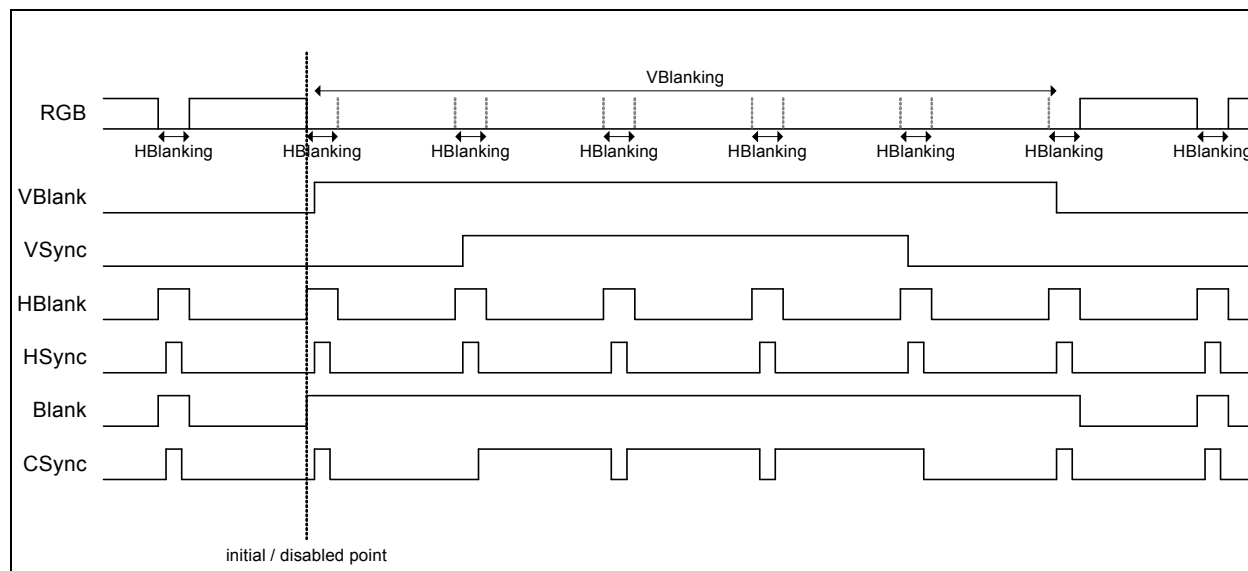 VBlanking
RGB
HBlanking HBlanking HBlanking HBlanking HBlanking HBlanking HBlanking HBlanking
VBlank
VSync
HBlank
HSync
Blank
CSync
initial / disabled point